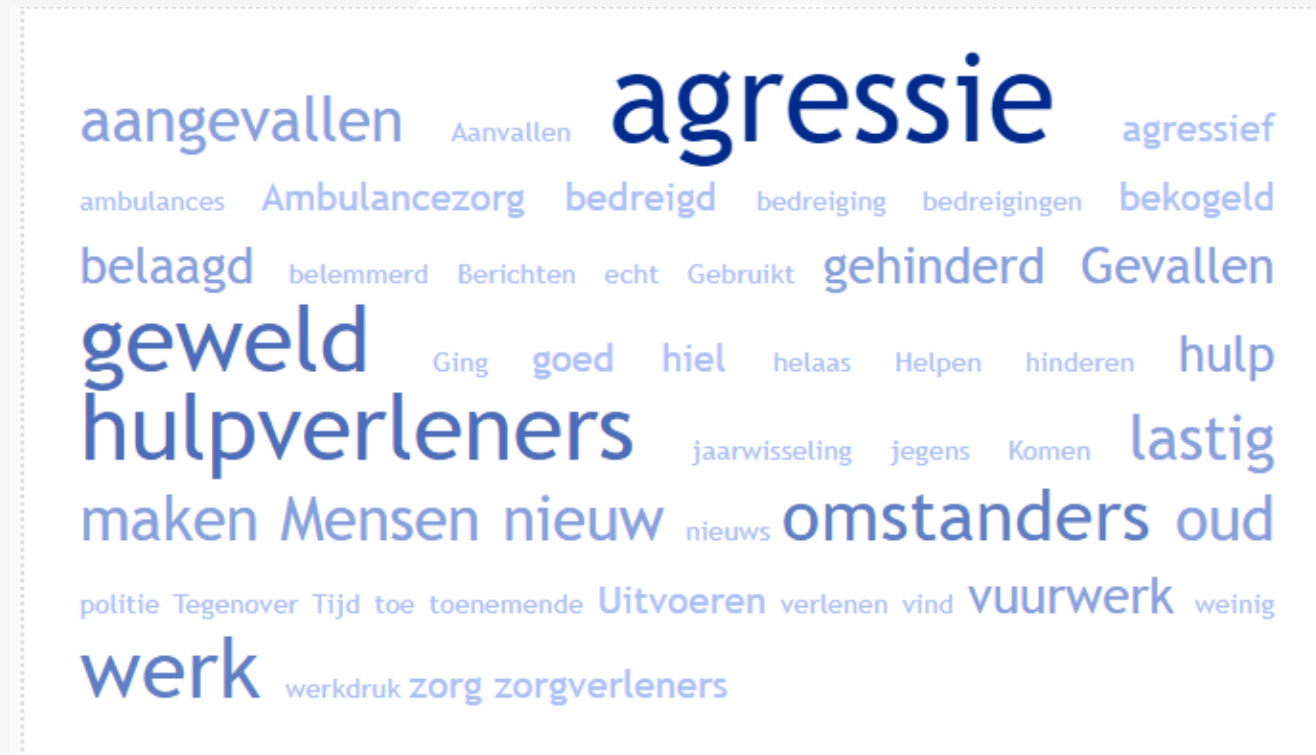 aangevallen Aanvallen agressie agressief
ambulances Ambulancezorg bedreigd bedreiging bedreigingen bekogeld
belaagd belemmerd Berichten echt Gebruikt gehinderd Gevallen
geweld Ging goed hiel helaas Helpen hinderen hulp
hulpverleners jaarwisseling jegens Komen lastig
maken Mensen nieuw nieuws omstanders oud
politie Tegenover Tijd toe toenemende Uitvoeren verlenen vind vuurwerk weinig
werk werkdruk zorg zorgverleners